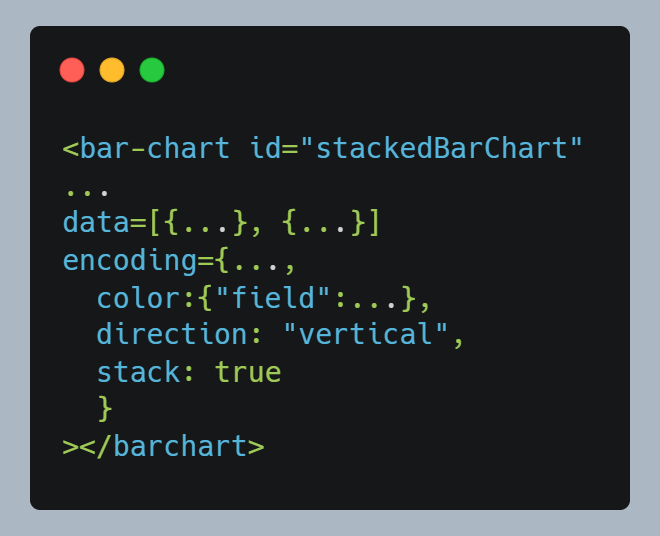 <bar-chart id="stackedBarChart"
...
data=[{...}, {...}]
encoding={...,
  color:{"field":...},
  direction: "vertical",
  stack: true
  }
></barchart>